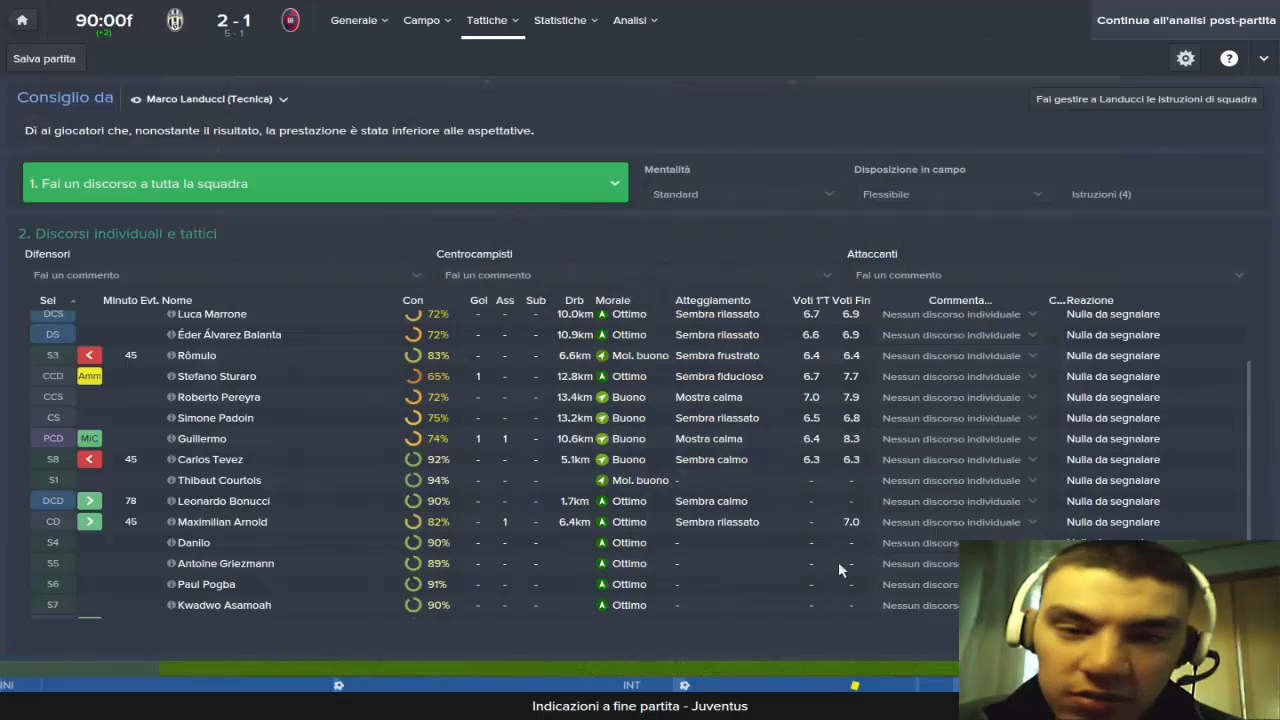 90:00f (+2) 2 - 1 5 - 1 Generale Campo Tattiche Statistiche Analisi Continua all'analisi post-partita
Salva partita ?
Consiglio da Marco Landucci (Tecnica) Fai gestire a Landucci le istruzioni di squadra
Dì ai giocatori che, nonostante il risultato, la prestazione è stata inferiore alle aspettative.
Mentalità Disposizione in campo
1. Fai un discorso a tutta la squadra Standard Flessibile Istruzioni (4)
2. Discorsi individuali e tattici
Difensori Centrocampisti Attaccanti
Fai un commento Fai un commento Fai un commento
Sel Minuto Evt. Nome Con Gol Ass Sub Drb Morale Atteggiamento Voti 1°T Voti Fin Commenta... C... Reazione
DCS Luca Marrone 72% - - - 10.0km Ottimo Sembra rilassato 6.7 6.9 Nessun discorso individuale Nulla da segnalare
DS Éder Álvarez Balanta 72% - - - 10.9km Ottimo Sembra rilassato 6.6 6.9 Nessun discorso individuale Nulla da segnalare
S3 < 45 Rômulo 83% - - - 6.6km Mol. buono Sembra frustrato 6.4 6.4 Nessun discorso individuale Nulla da segnalare
CCD Amm Stefano Sturaro 65% 1 - - 12.8km Ottimo Sembra fiducioso 6.7 7.7 Nessun discorso individuale Nulla da segnalare
CCS Roberto Pereyra 72% - - - 13.4km Buono Mostra calma 7.0 7.9 Nessun discorso individuale Nulla da segnalare
CS Simone Padoin 75% - - - 13.2km Buono Sembra rilassato 6.5 6.8 Nessun discorso individuale Nulla da segnalare
PCD MiC Guillermo 74% 1 1 - 10.6km Buono Mostra calma 6.4 8.3 Nessun discorso individuale Nulla da segnalare
S8 < 45 Carlos Tevez 92% - - - 5.1km Buono Sembra calmo 6.3 6.3 Nessun discorso individuale Nulla da segnalare
S1 Thibaut Courtois 94% - - - Mol. buono - - - Nessun discorso individuale Nulla da segnalare
DCD > 78 Leonardo Bonucci 90% - - - 1.7km Ottimo Sembra calmo - - Nessun discorso individuale Nulla da segnalare
CD > 45 Maximilian Arnold 82% - 1 - 6.4km Ottimo Sembra rilassato - 7.0 Nessun discorso individuale Nulla da segnalare
S4 Danilo 90% - - - Ottimo - - - Nessun discorso
S5 Antoine Griezmann 89% - - - Ottimo - - - Nessun discorso
S6 Paul Pogba 91% - - - Ottimo - - - Nessun discorso
S7 Kwadwo Asamoah 90% - - - Ottimo - - - Nessun discorso
INI INT
Indicazioni a fine partita - Juventus